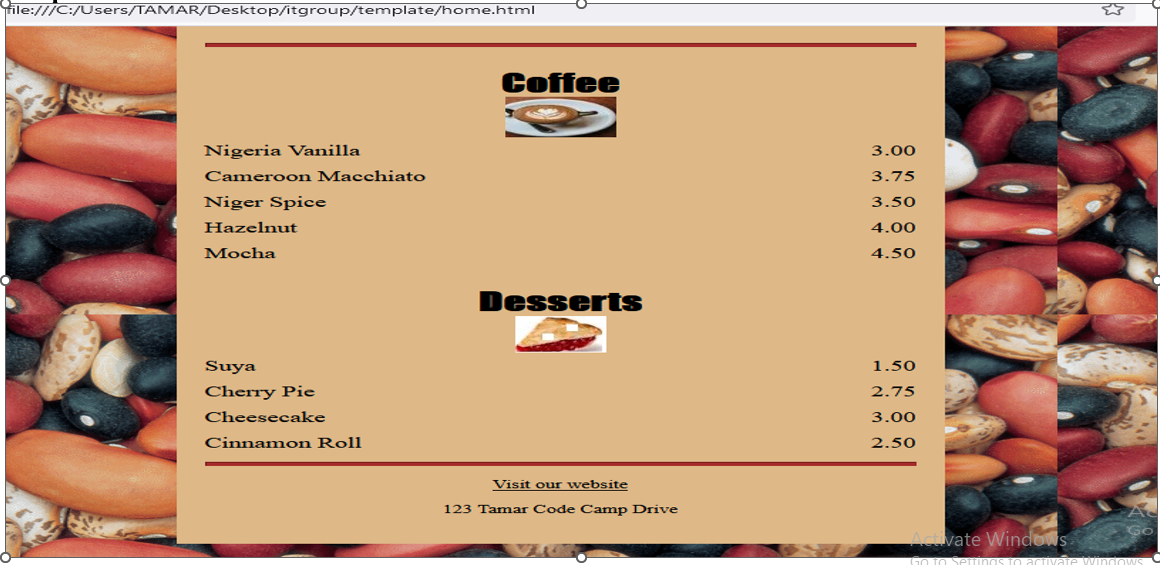 file:///C:/Users/TAMAR/Desktop/itgroup/template/home.html
Coffee
Nigeria Vanilla 3.00
Cameroon Macchiato 3.75
Niger Spice 3.50
Hazelnut 4.00
Mocha 4.50
Desserts
Suya 1.50
Cherry Pie 2.75
Cheesecake 3.00
Cinnamon Roll 2.50
Visit our website
123 Tamar Code Camp Drive
Activate Windows
Go to Settings to activate Windows.